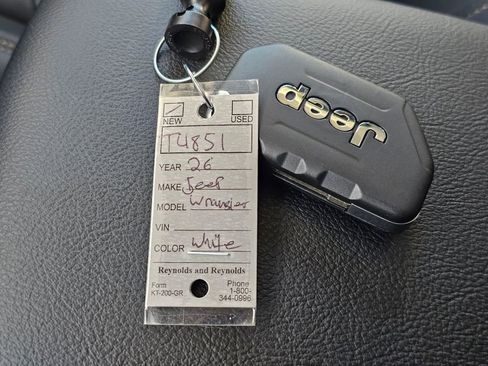 NEW USED
T4851
YEAR 26
MAKE Jeep
MODEL Wrangler
VIN
COLOR White
Reynolds and Reynolds
Form Phone
KT-200-GR 1-800-
344-0996
Jeep